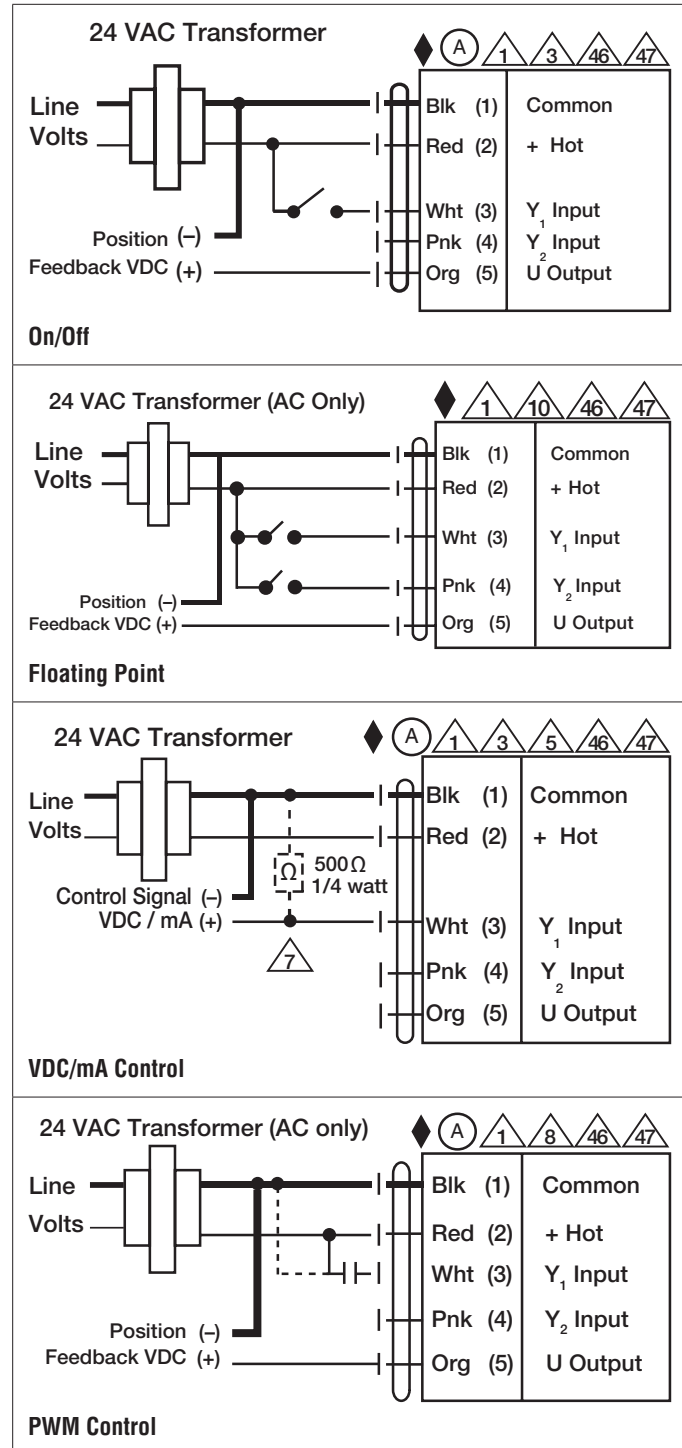 24 VAC Transformer
A 1 3 46 47
Line
Volts
Blk (1) Common
Red (2) + Hot
Wht (3) Y1 Input
Position (–)
Pnk (4) Y2 Input
Feedback VDC (+)
Org (5) U Output
On/Off
24 VAC Transformer (AC Only)
1 10 46 47
Line
Volts
Blk (1) Common
Red (2) + Hot
Wht (3) Y1 Input
Pnk (4) Y2 Input
Position (–)
Feedback VDC (+)
Org (5) U Output
Floating Point
24 VAC Transformer
A 1 3 5 46 47
Line
Volts
Blk (1) Common
Red (2) + Hot
Ω 500Ω
1/4 watt
Control Signal (–)
VDC / mA (+)
Wht (3) Y1 Input
7
Pnk (4) Y2 Input
Org (5) U Output
VDC/mA Control
24 VAC Transformer (AC only)
A 1 8 46 47
Line
Volts
Blk (1) Common
Red (2) + Hot
Wht (3) Y1 Input
Pnk (4) Y2 Input
Position (–)
Feedback VDC (+)
Org (5) U Output
PWM Control